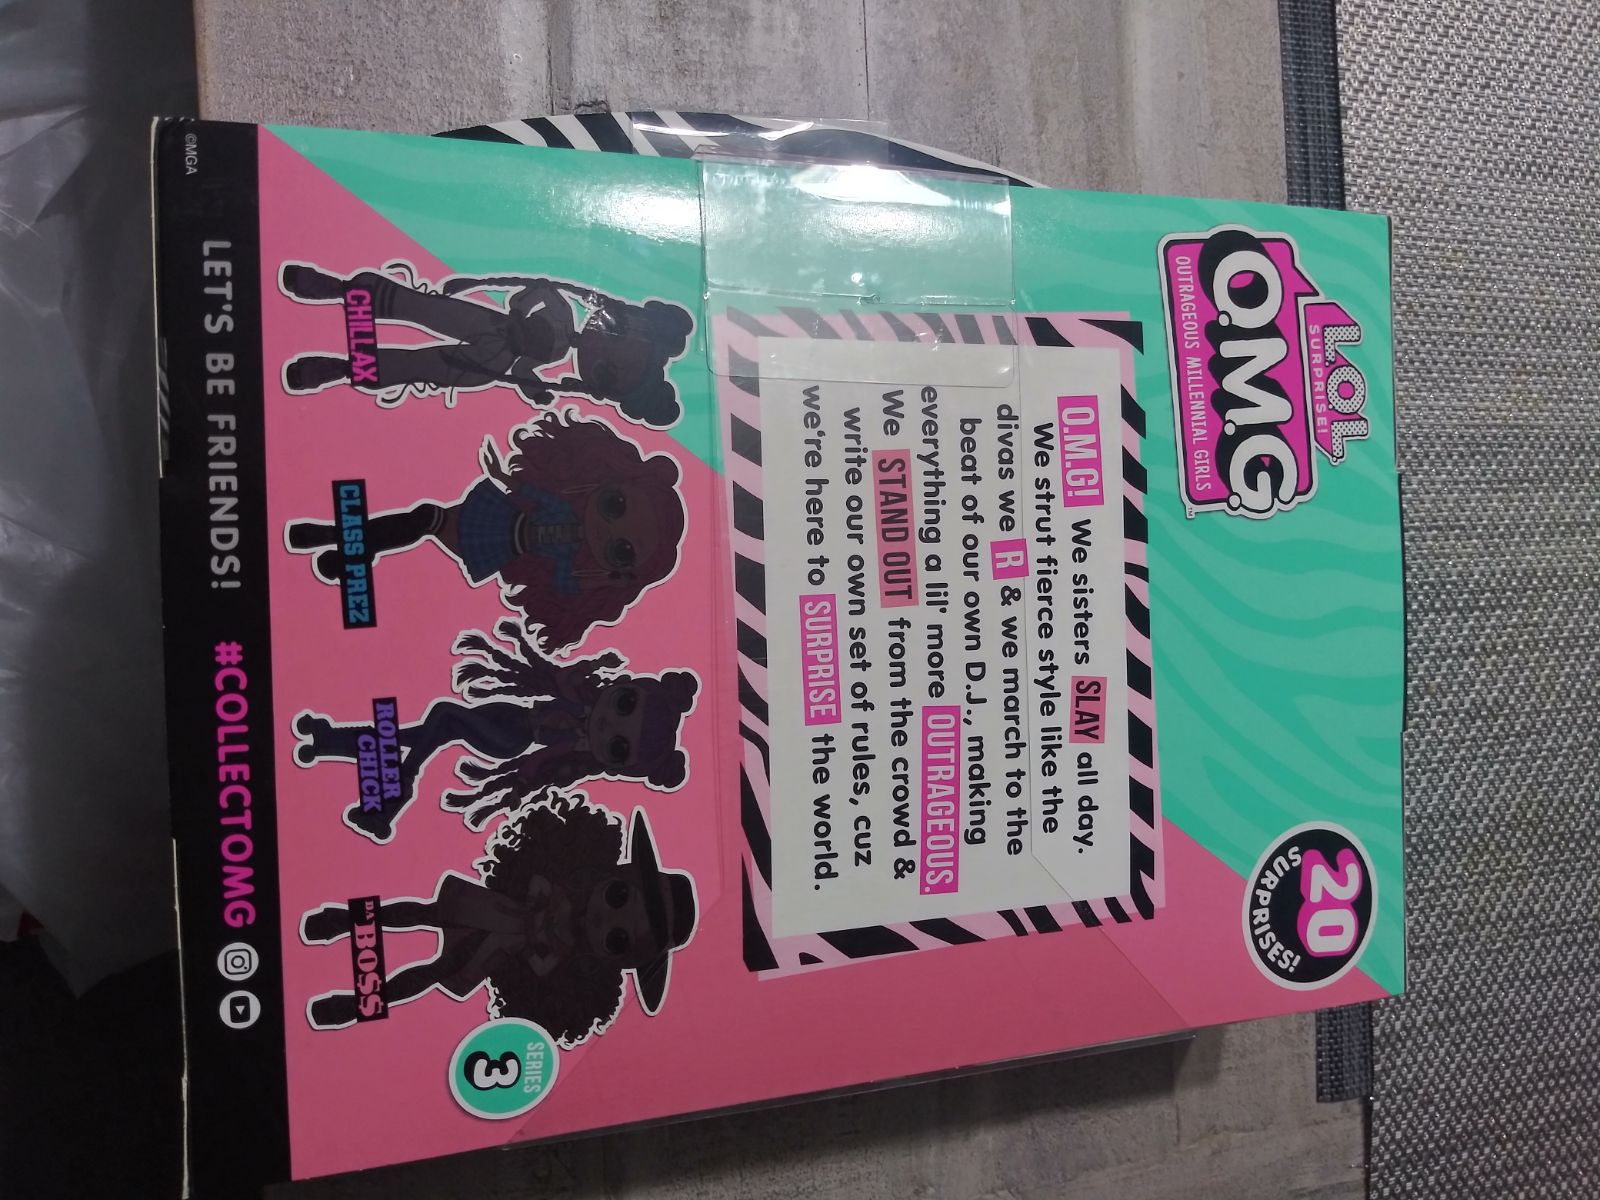 L.O.L.
SURPRISE!
O.M.G.
OUTRAGEOUS MILLENNIAL GIRLS™
20
SURPRISES!
O.M.G! We sisters SLAY all day.
We strut fierce style like the
divas we R & we march to the
beat of our own D.J., making
everything a lil' more OUTRAGEOUS.
We STAND OUT from the crowd &
write our own set of rules, cuz
we're here to SURPRISE the world.
CHILLAX
CLASS PREZ
ROLLER
CHICK
DA BO$$
SERIES
3
LET'S BE FRIENDS! #COLLECTOMG
©MGA